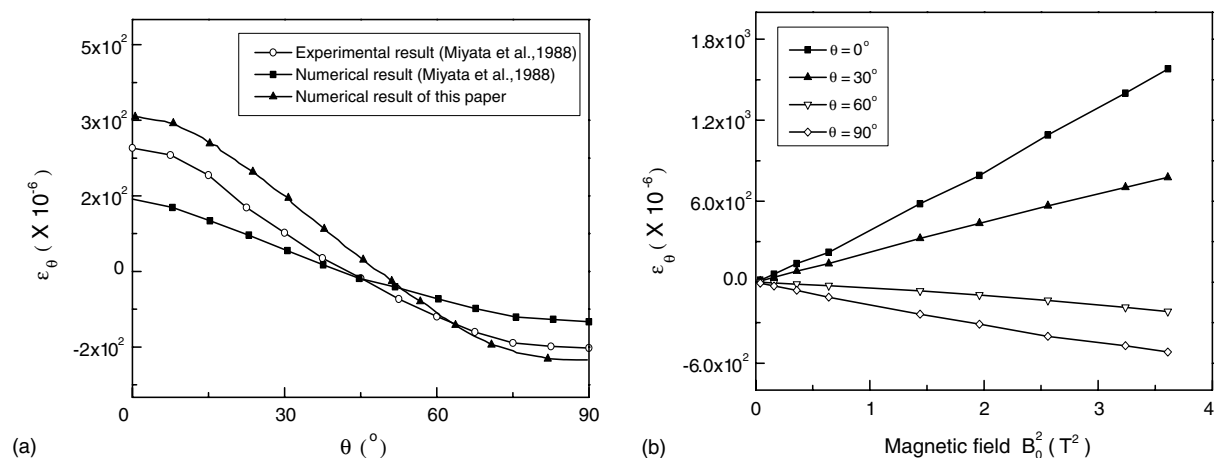 5x10²
3x10²
2x10²
0
-2x10²
ε_θ ( X 10⁻⁶ )
Experimental result (Miyata et al.,1988)
Numerical result (Miyata et al.,1988)
Numerical result of this paper
0 30 60 90
(a) θ (°)
1.8x10³
1.2x10³
6.0x10²
0.0
-6.0x10²
ε_θ ( X 10⁻⁶ )
θ = 0°
θ = 30°
θ = 60°
θ = 90°
0 1 2 3 4
(b) Magnetic field B₀² ( T² )